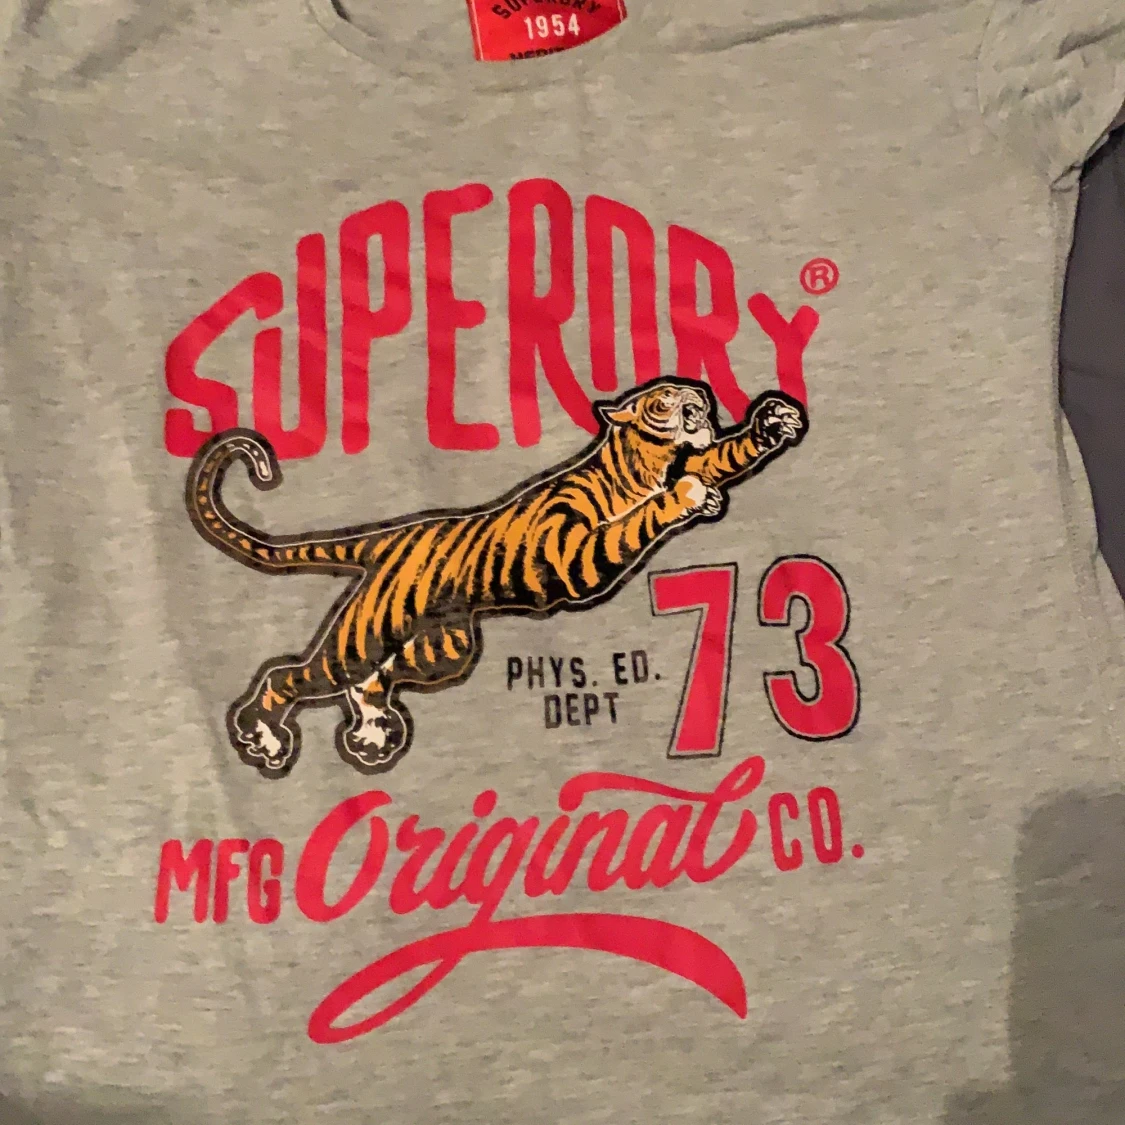 SUPERDRY
1954
SUPERDRY®
73
PHYS. ED.
DEPT
MFG Original CO.